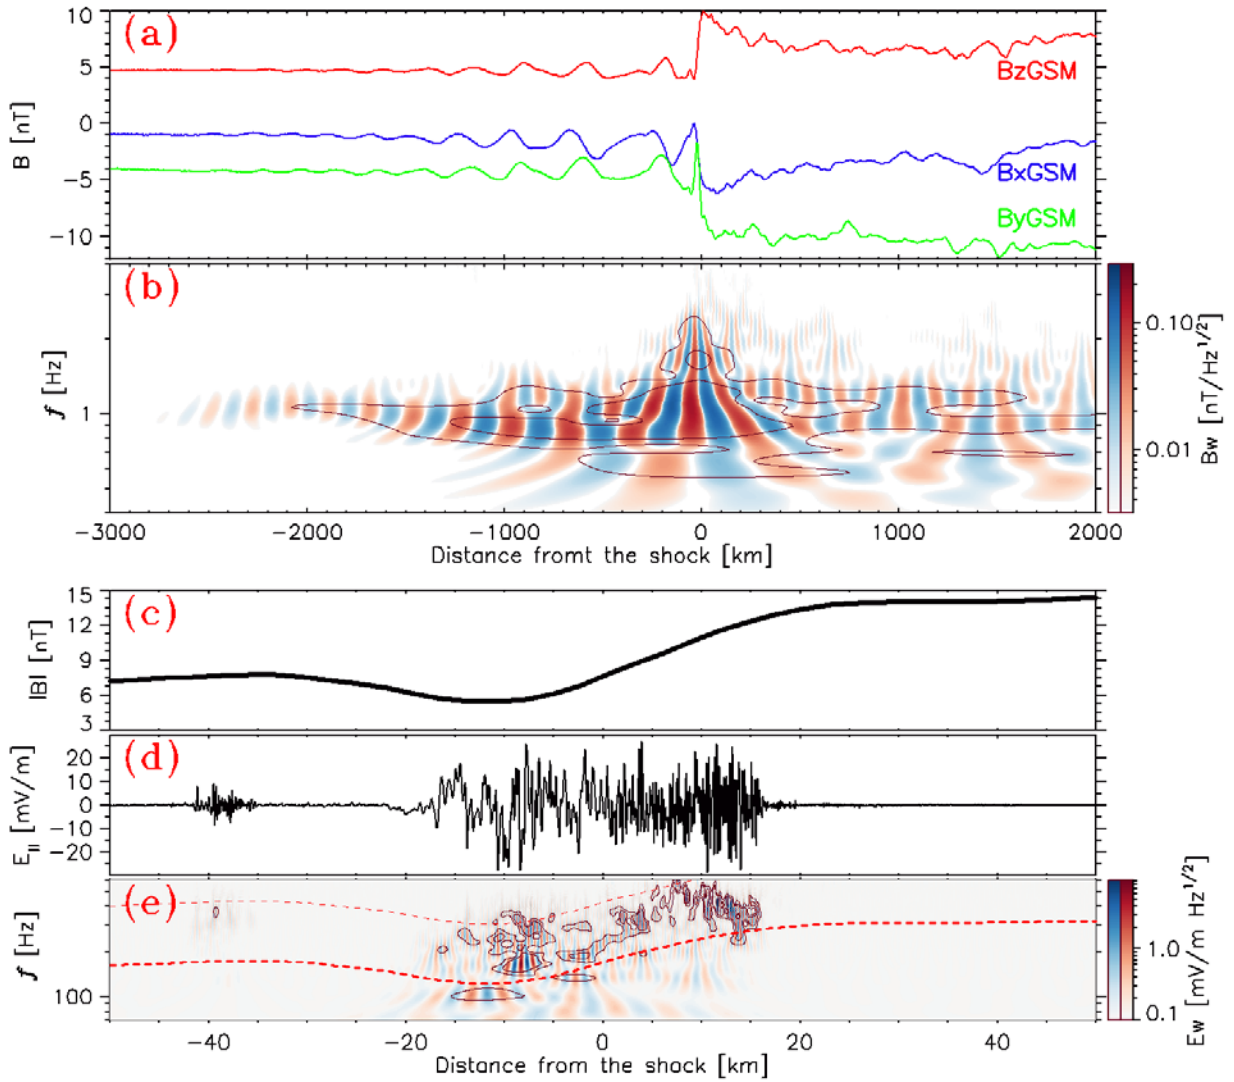 (a)
10
5
0
−5
−10
B [nT]
BzGSM
BxGSM
ByGSM
(b)
f [Hz]
1
0.10
0.01
Bw [nT/Hz^1/2]
−3000 −2000 −1000 0 1000 2000
Distance fromt the shock [km]
(c)
15
12
9
6
3
|B| [nT]
(d)
20
10
0
−10
−20
E_|| [mV/m]
(e)
f [Hz]
100
1.0
0.1
Ew [mV/m Hz^1/2]
−40 −20 0 20 40
Distance from the shock [km]